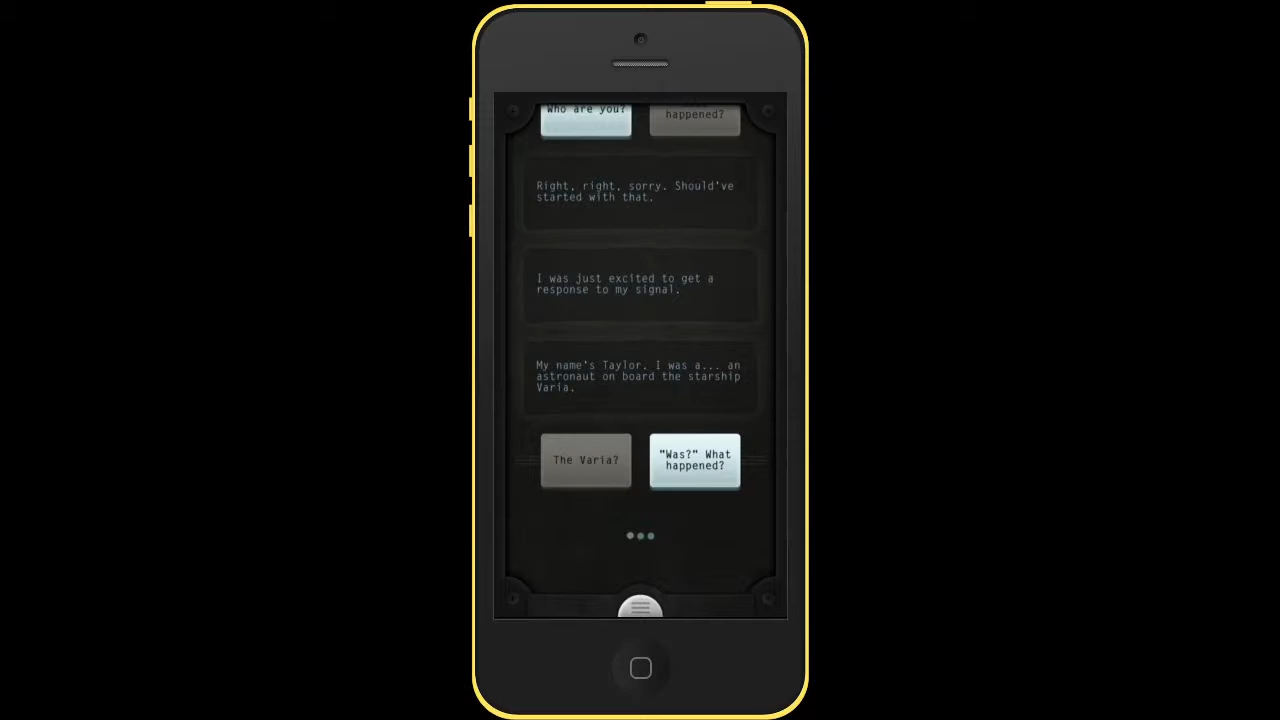 Who are you?
happened?
Right, right, sorry. Should've
started with that.
I was just excited to get a
response to my signal.
My name's Taylor. I was a... an
astronaut on board the starship
Varia.
The Varia?
"Was?" What
happened?